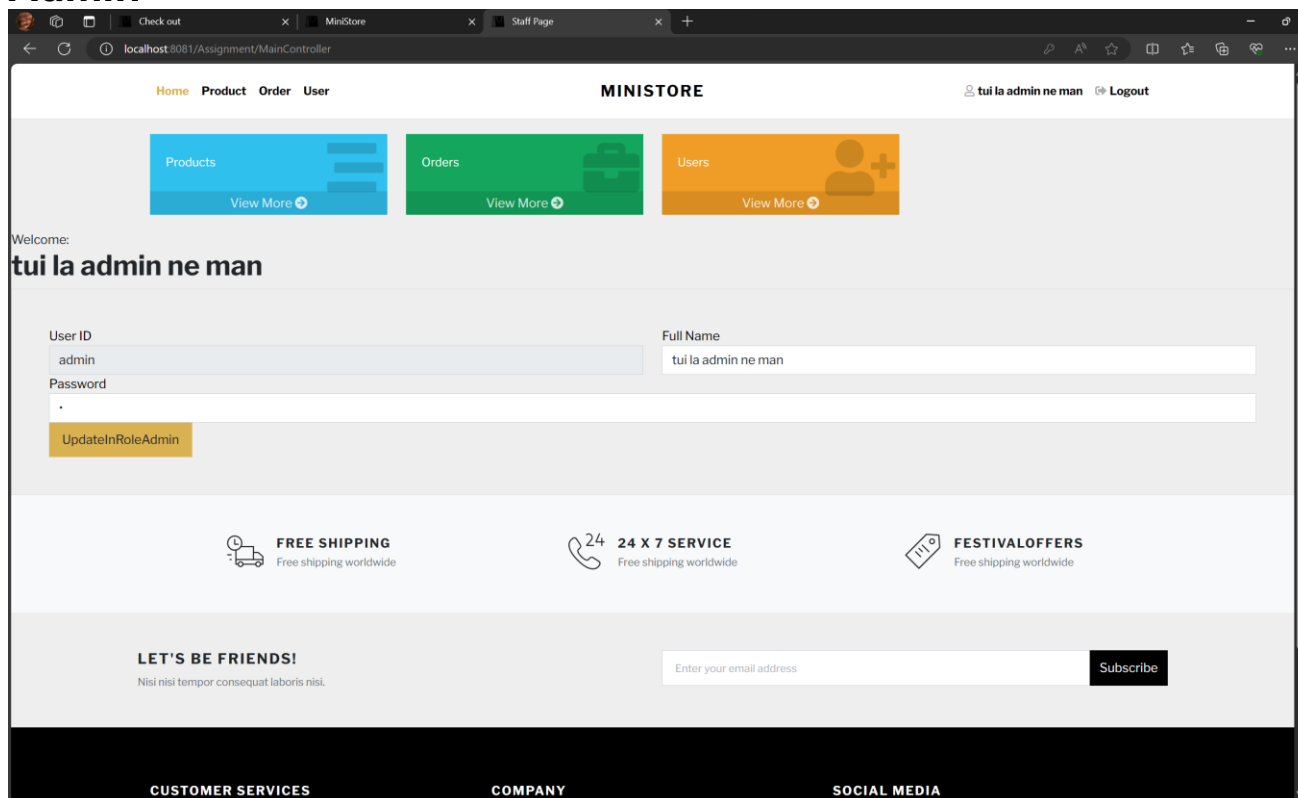 Admin
Check out
MiniStore
Staff Page
localhost:8081/Assignment/MainController
Home Product Order User
MINISTORE
tui la admin ne man Logout
Products
View More
Orders
View More
Users
View More
Welcome:
tui la admin ne man
User ID
admin
Full Name
tui la admin ne man
Password
UpdateInRoleAdmin
FREE SHIPPING
Free shipping worldwide
24
24 X 7 SERVICE
Free shipping worldwide
FESTIVALOFFERS
Free shipping worldwide
LET'S BE FRIENDS!
Nisi nisi tempor consequat laboris nisi.
Enter your email address
Subscribe
CUSTOMER SERVICES
COMPANY
SOCIAL MEDIA